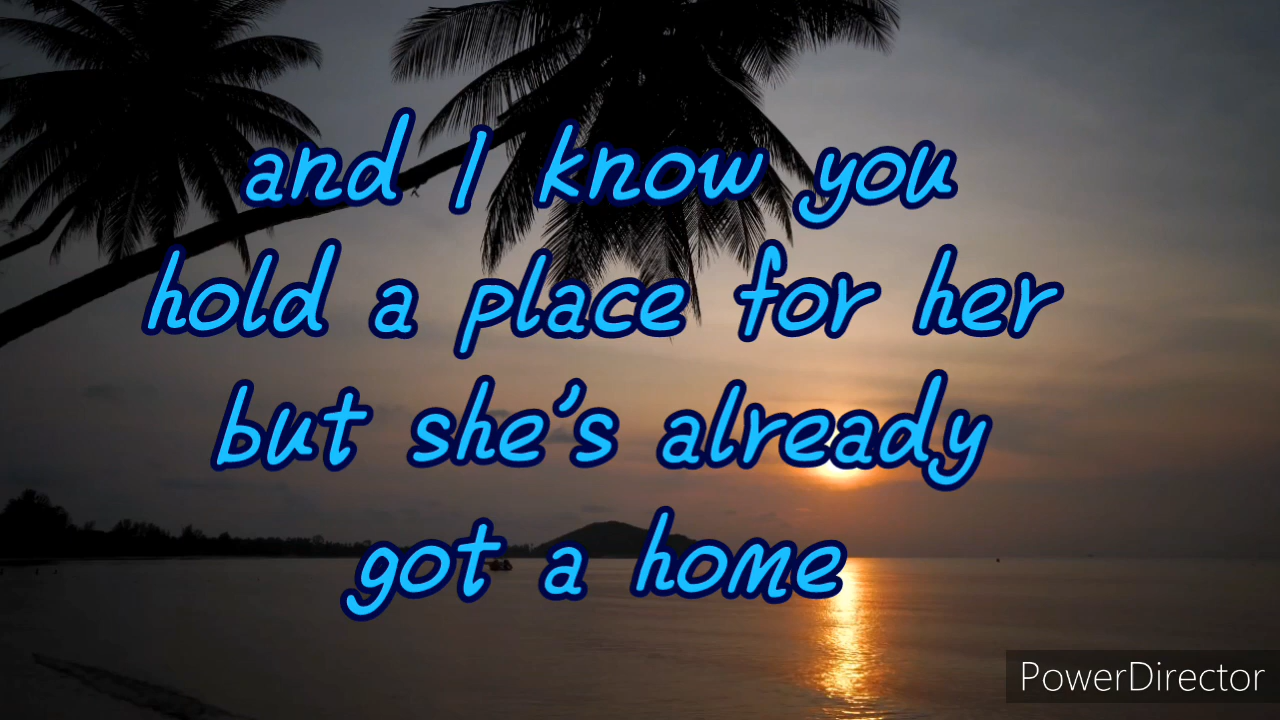 and I know you
hold a place for her
but she's already
got a home
PowerDirector